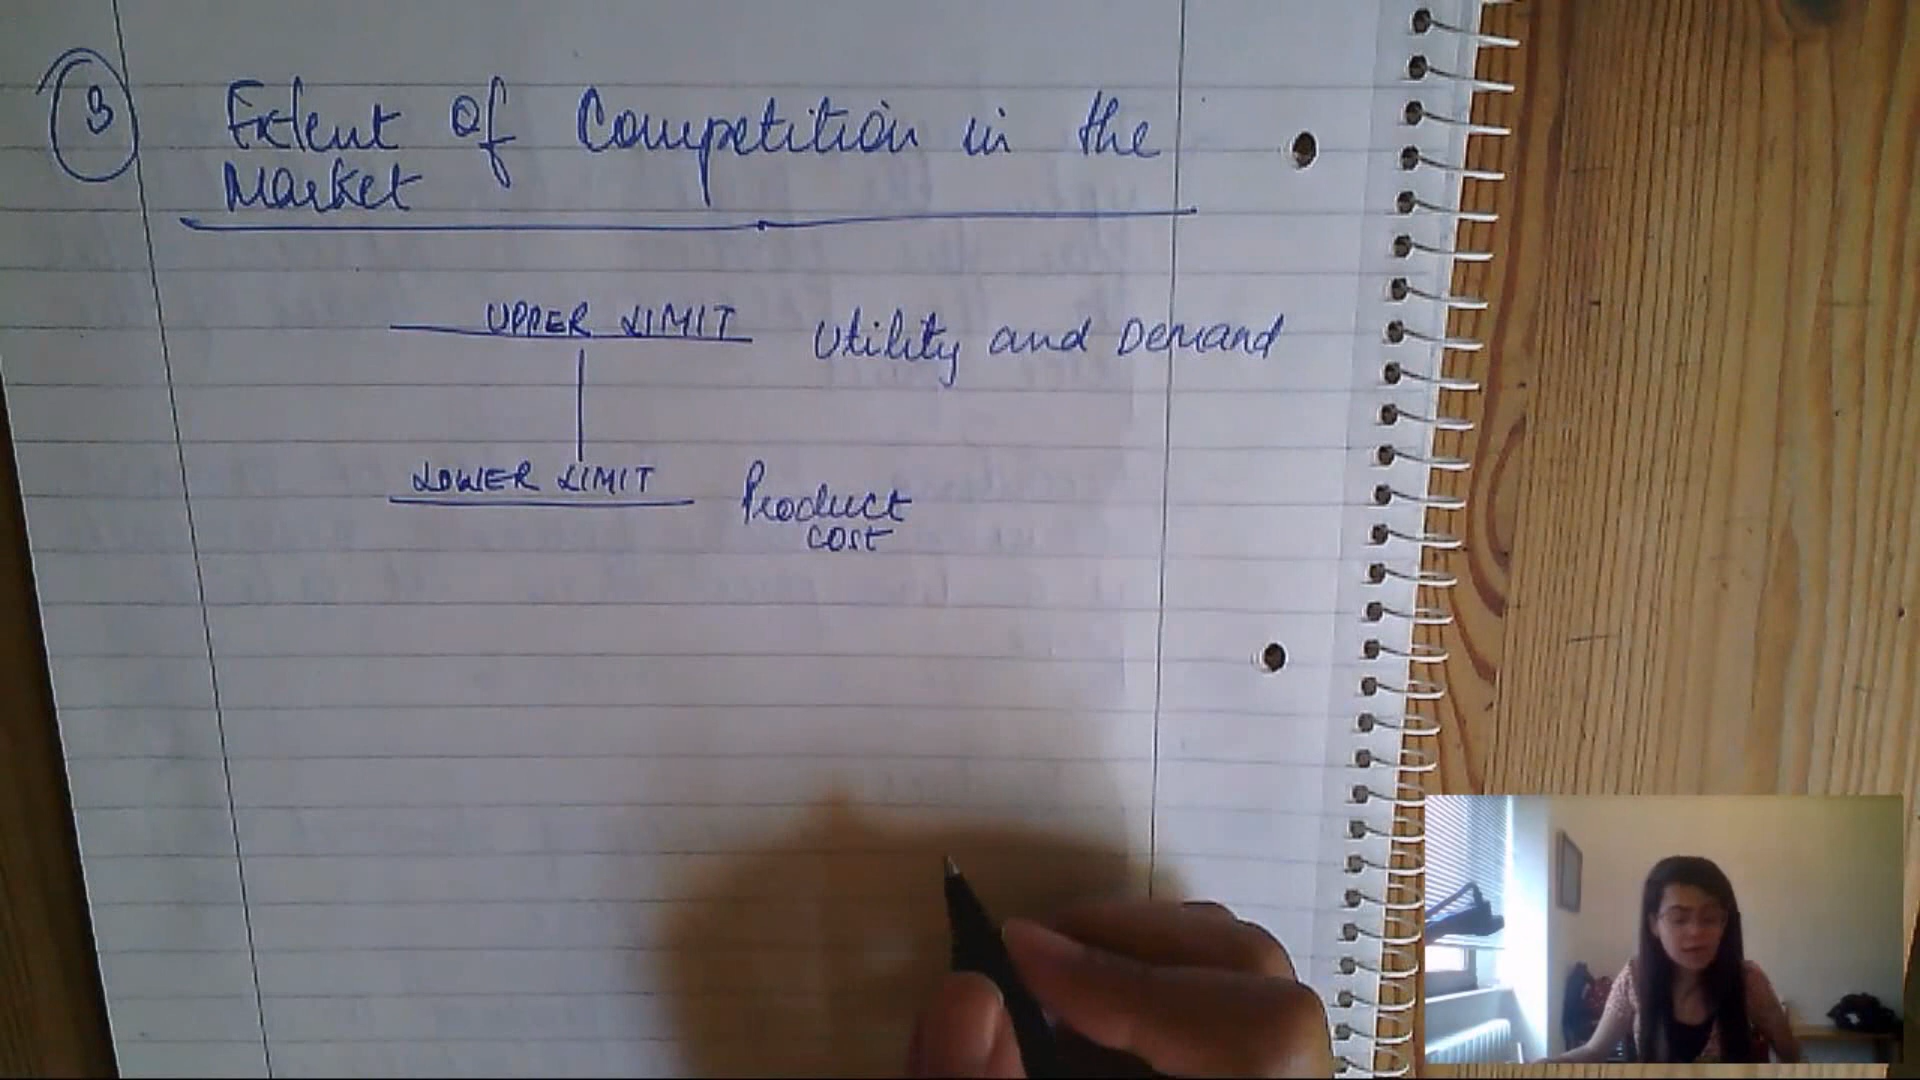 3
Extent Of Competition in the
Market
UPPER LIMIT Utility and Demand
LOWER LIMIT Product
cost